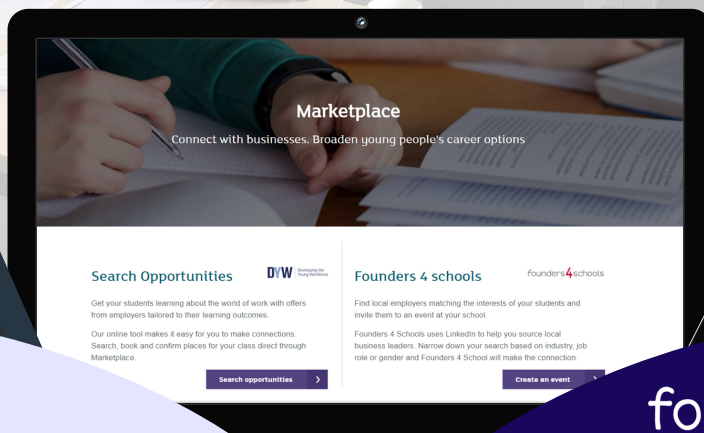 Marketplace
Connect with businesses. Broaden young people's career options
Search Opportunities
DYW
Developing the
Young Workforce
Get your students learning about the world of work with offers
from employers tailored to their learning outcomes.
Our online tool makes it easy for you to make connections.
Search, book and confirm places for your class direct through
Marketplace.
Search opportunities
Founders 4 schools
founders4schools
Find local employers matching the interests of your students and
invite them to an event at your school.
Founders 4 Schools uses LinkedIn to help you source local
business leaders. Narrow down your search based on industry, job
role or gender and Founders 4 School will make the connection.
Create an event
fo